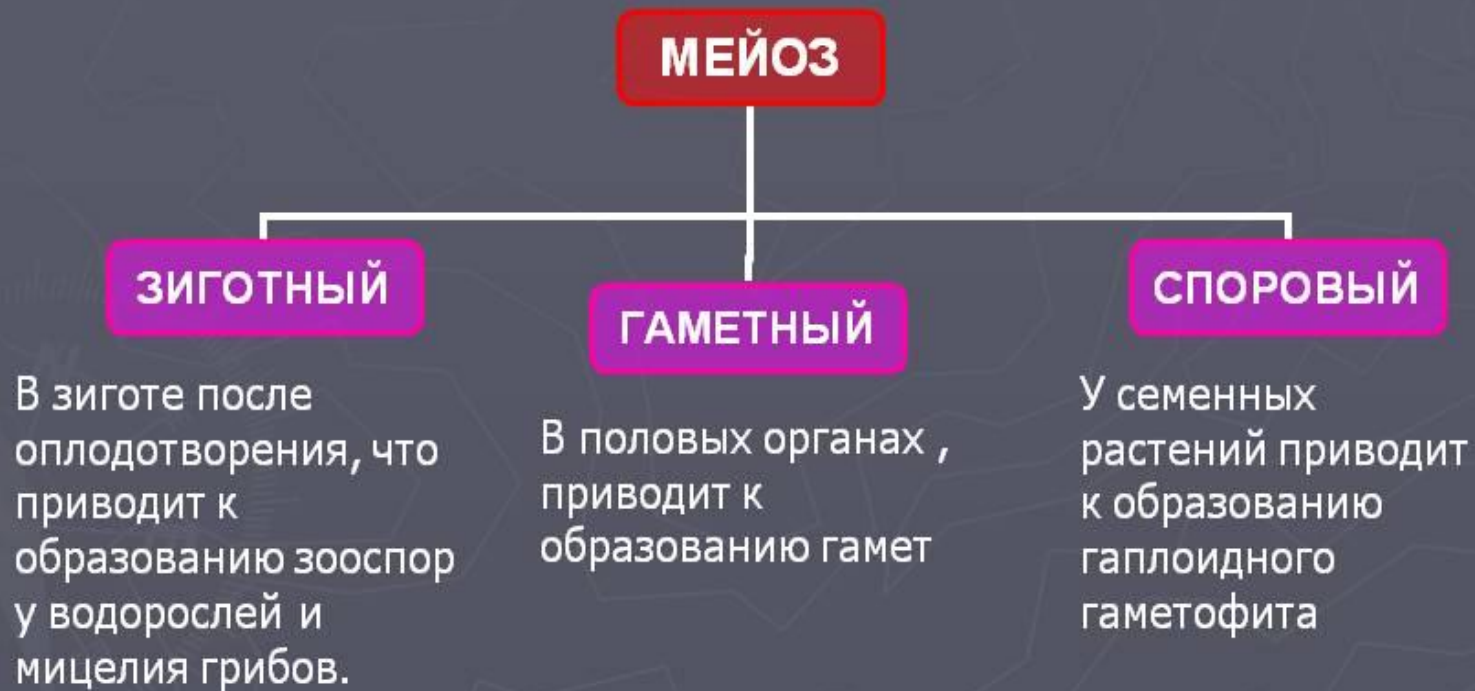 МЕЙОЗ
ЗИГОТНЫЙ
В зиготе после
оплодотворения, что
приводит к
образованию зооспор
у водорослей и
мицелия грибов.
ГАМЕТНЫЙ
В половых органах ,
приводит к
образованию гамет
СПОРОВЫЙ
У семенных
растений приводит
к образованию
гаплоидного
гаметофита